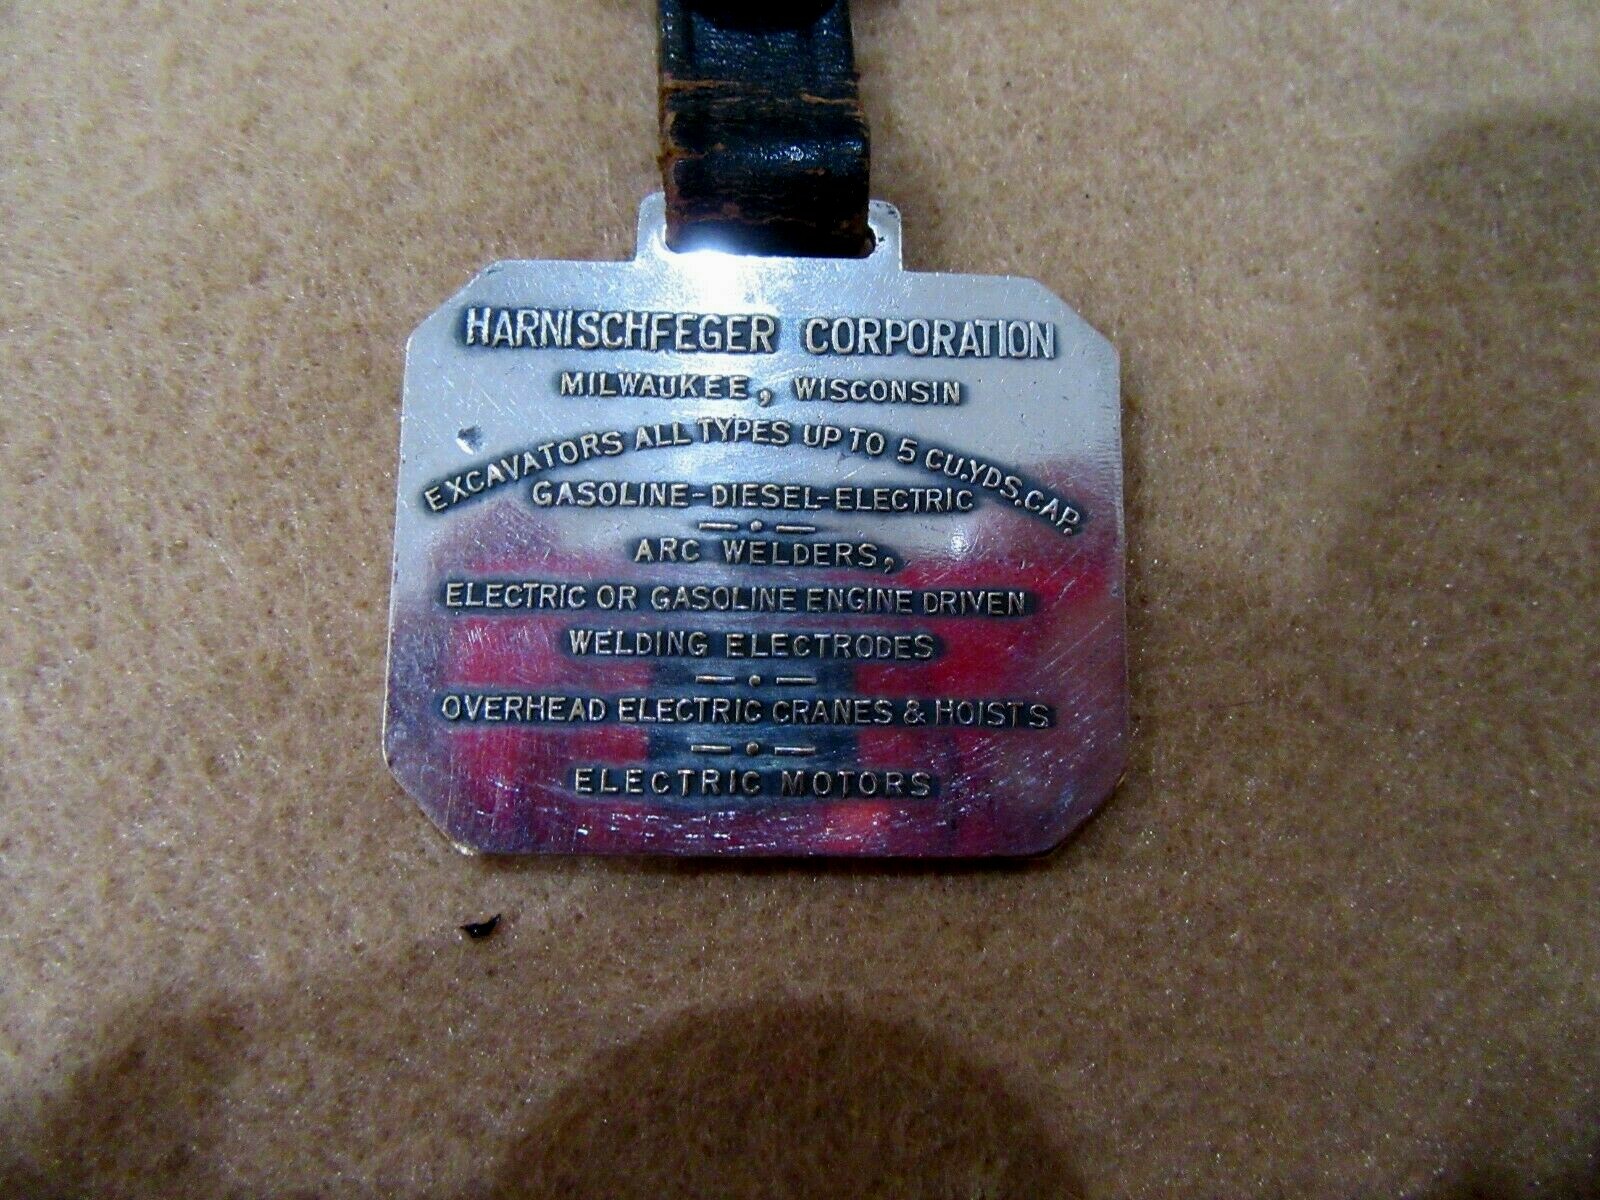 HARNISCHFEGER CORPORATION
MILWAUKEE, WISCONSIN
EXCAVATORS ALL TYPES UP TO 5 CU.YDS.CAP.
GASOLINE-DIESEL-ELECTRIC
ARC WELDERS,
ELECTRIC OR GASOLINE ENGINE DRIVEN
WELDING ELECTRODES
OVERHEAD ELECTRIC CRANES & HOISTS
ELECTRIC MOTORS